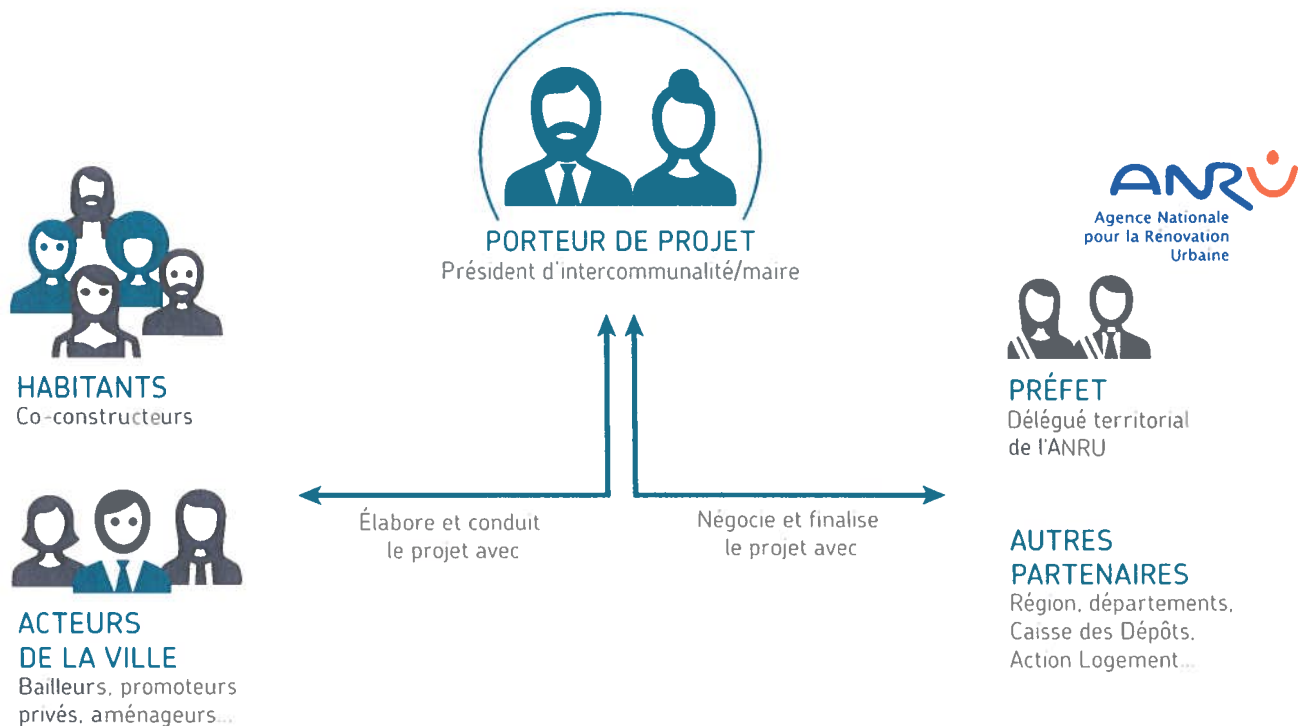 PORTEUR DE PROJET
Président d'intercommunalité/maire
HABITANTS
Co-constructeurs
ACTEURS
DE LA VILLE
Bailleurs, promoteurs
privés, aménageurs...
Élabore et conduit
le projet avec
Négocie et finalise
le projet avec
ANRU
Agence Nationale
pour la Rénovation
Urbaine
PRÉFET
Délégué territorial
de l'ANRU
AUTRES
PARTENAIRES
Région, départements,
Caisse des Dépôts,
Action Logement...